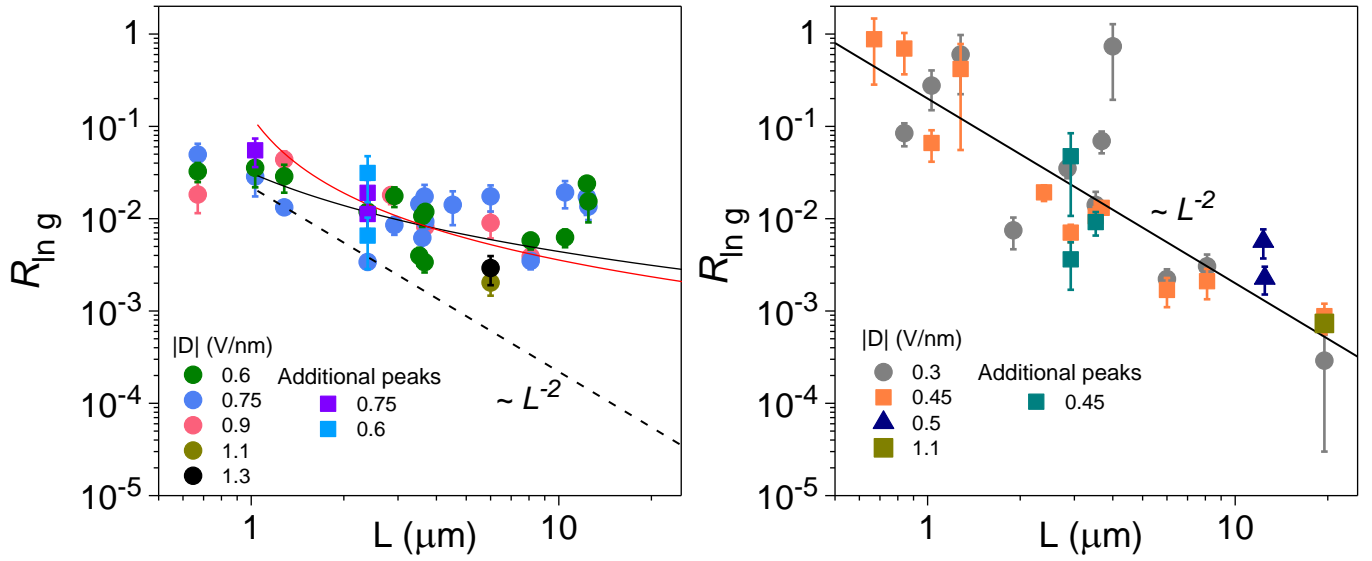 1
10⁻¹
10⁻²
10⁻³
10⁻⁴
10⁻⁵
R_ln g
~ L⁻²
|D| (V/nm)
0.6
0.75
0.9
1.1
1.3
Additional peaks
0.75
0.6
1
10
L (μm)
1
10⁻¹
10⁻²
10⁻³
10⁻⁴
10⁻⁵
R_ln g
~ L⁻²
|D| (V/nm)
0.3
0.45
0.5
1.1
Additional peaks
0.45
1
10
L (μm)